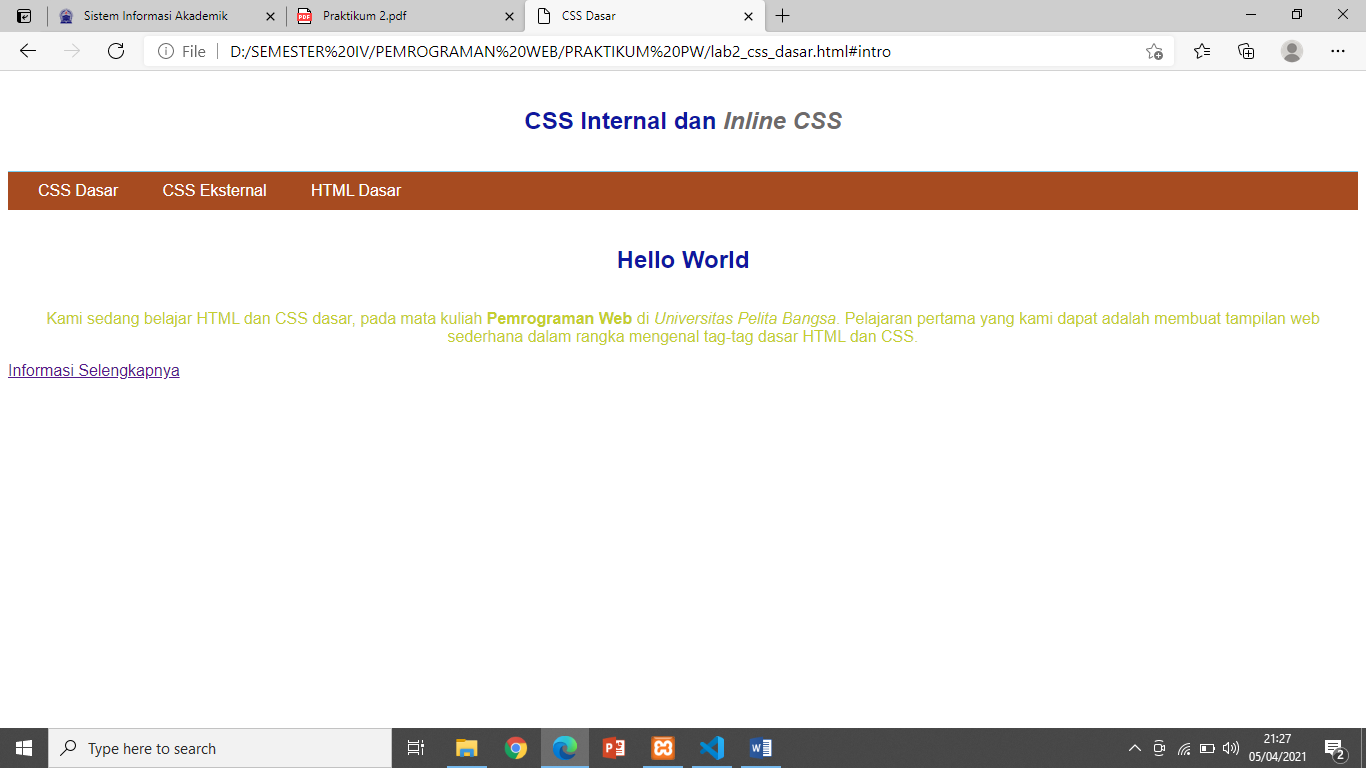 Sistem Informasi Akademik
Praktikum 2.pdf
CSS Dasar
File
D:/SEMESTER%20IV/PEMROGRAMAN%20WEB/PRAKTIKUM%20PW/lab2_css_dasar.html#intro
CSS Internal dan Inline CSS
CSS Dasar CSS Eksternal HTML Dasar
Hello World
Kami sedang belajar HTML dan CSS dasar, pada mata kuliah Pemrograman Web di Universitas Pelita Bangsa. Pelajaran pertama yang kami dapat adalah membuat tampilan web
sederhana dalam rangka mengenal tag-tag dasar HTML dan CSS.
Informasi Selengkapnya
Type here to search
21:27
05/04/2021
2